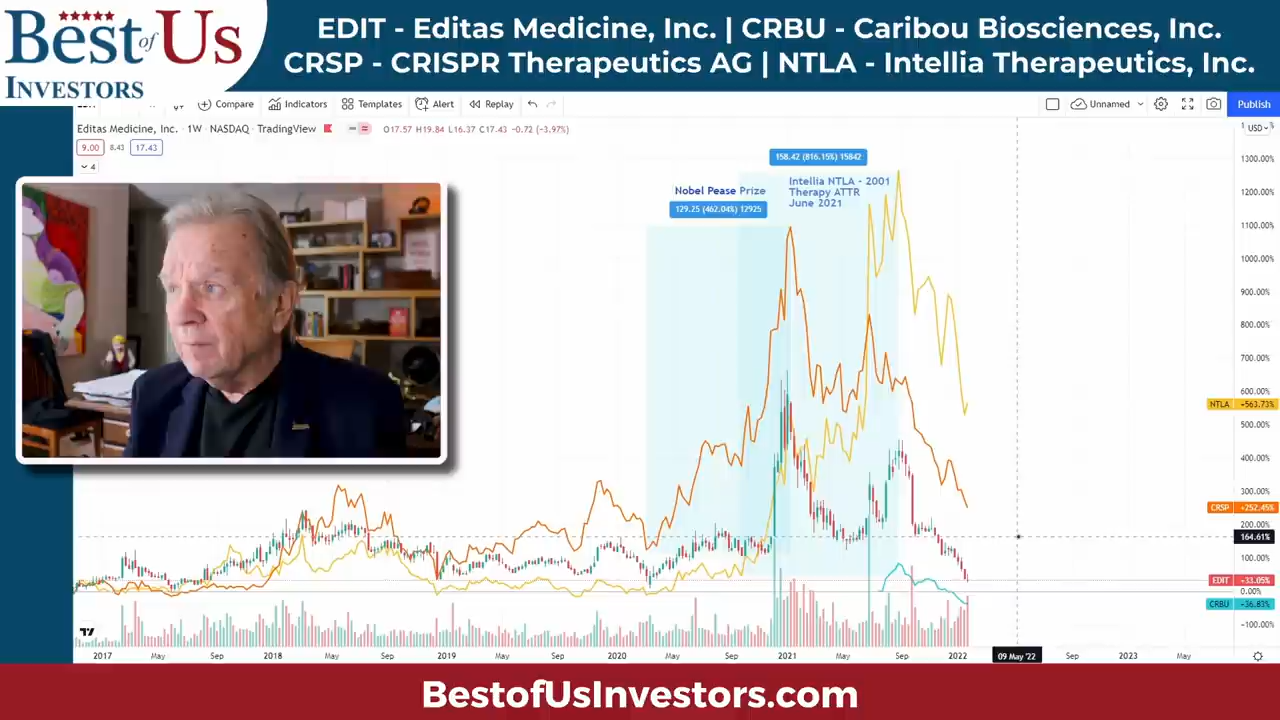 Best of Us
INVESTORS
EDIT - Editas Medicine, Inc. | CRBU - Caribou Biosciences, Inc.
CRSP - CRISPR Therapeutics AG | NTLA - Intellia Therapeutics, Inc.
Compare
Indicators
Templates
Alert
Replay
Unnamed
Publish
Editas Medicine, Inc. · 1W · NASDAQ · TradingView
O17.57 H19.84 L16.37 C17.43 -0.72 (-3.97%)
USD
9.00 8.43 17.43
4
158.42 (816.15%) 15842
Nobel Pease Prize
129.25 (462.04%) 12925
Intellia NTLA - 2001
Therapy ATTR
June 2021
1300.00%
1200.00%
1100.00%
1000.00%
900.00%
800.00%
700.00%
600.00%
NTLA +563.73%
500.00%
400.00%
300.00%
CRSP +252.45%
200.00%
164.61%
100.00%
EDIT +33.05%
0.00%
CRBU -36.83%
-100.00%
2017 May Sep 2018 May Sep 2019 May Sep 2020 May Sep 2021 May Sep 2022 09 May '22 Sep 2023 May
BestofUsInvestors.com